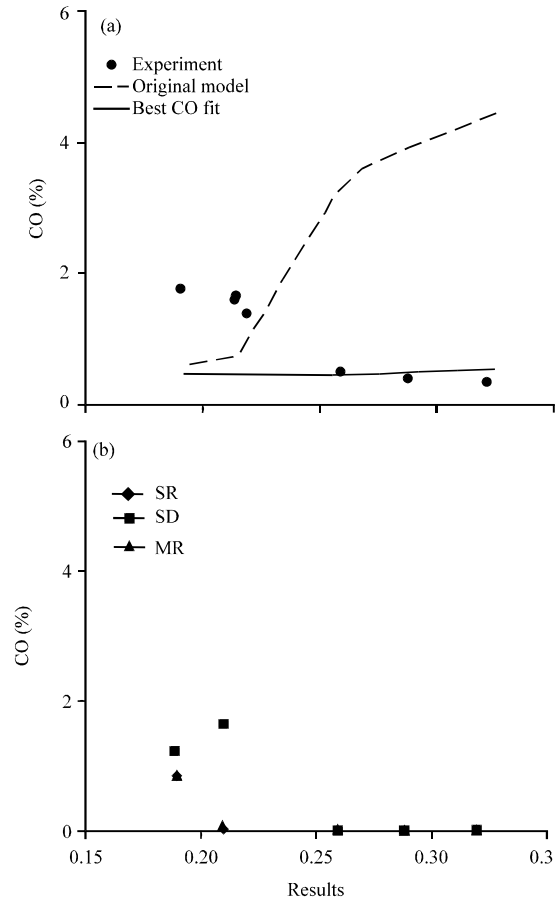 6
(a)
Experiment
Original model
Best CO fit
4
CO (%)
2
0
6
(b)
SR
SD
MR
4
CO (%)
2
0
0.15 0.20 0.25 0.30 0.3
Results